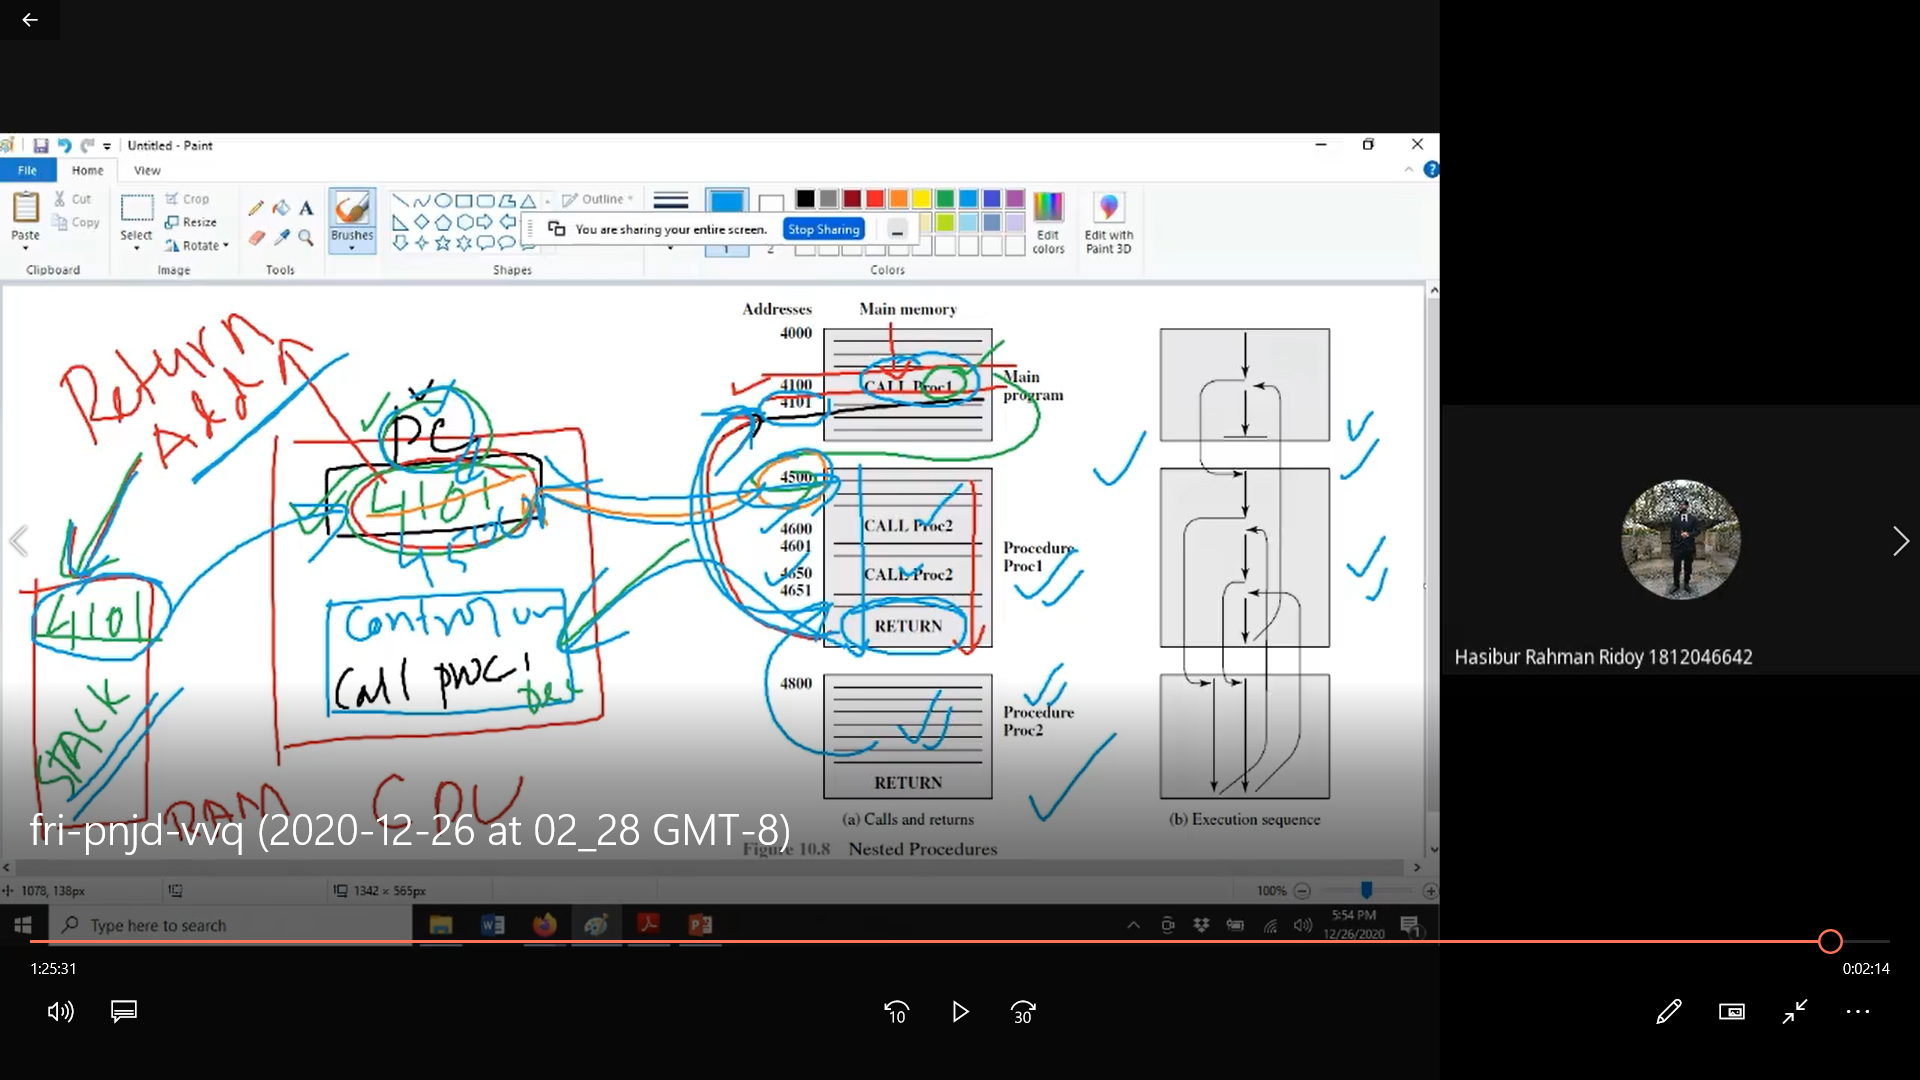 Untitled - Paint
File Home View
Cut
Copy
Paste
Clipboard
Crop
Resize
Rotate
Select
Image
Tools
Brushes
Outline
Shapes
You are sharing your entire screen. Stop Sharing
1 2
Edit colors
Edit with Paint 3D
Colors
Addresses Main memory
4000
4100 CALL Proc1
4101
Main program
4500
4600 CALL Proc2
4601
4650 CALL Proc2
4651
RETURN
Procedure Proc1
4800
Procedure Proc2
RETURN
(a) Calls and returns (b) Execution sequence
Figure 10.8 Nested Procedures
Return
Add
PC
4101
4500
Control un
Call proc1
4101
STACK
RAM CPU
fri-pnjd-vvq (2020-12-26 at 02_28 GMT-8)
1078, 138px 1342 × 565px 100%
Type here to search
5:54 PM
12/26/2020
1
Hasibur Rahman Ridoy 1812046642
1:25:31 0:02:14
10 30